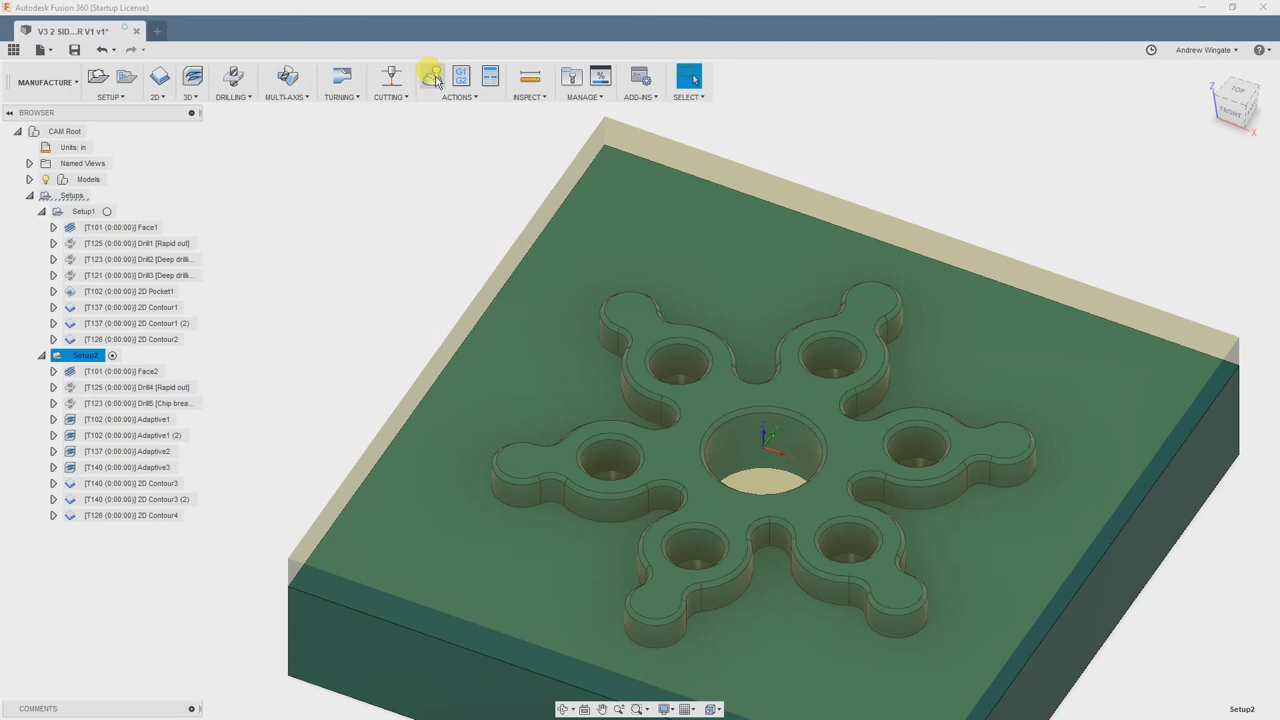 Autodesk Fusion 360 (Startup License)
V3 2 SID...R V1 v1*
Andrew Wingate
MANUFACTURE
G1
G2
%
SETUP
2D
3D
DRILLING
MULTI-AXIS
TURNING
CUTTING
ACTIONS
INSPECT
MANAGE
ADD-INS
SELECT
BROWSER
TOP
FRONT
Z
X
CAM Root
Units: in
Named Views
Models
Setups
Setup1
[T101 (0:00:00)] Face1
[T125 (0:00:00)] Drill1 [Rapid out]
[T123 (0:00:00)] Drill2 [Deep drilli...
[T121 (0:00:00)] Drill3 [Deep drilli...
[T102 (0:00:00)] 2D Pocket1
[T137 (0:00:00)] 2D Contour1
[T137 (0:00:00)] 2D Contour1 (2)
[T126 (0:00:00)] 2D Contour2
Setup2
[T101 (0:00:00)] Face2
[T125 (0:00:00)] Drill4 [Rapid out]
[T123 (0:00:00)] Drill5 [Chip brea...
[T102 (0:00:00)] Adaptive1
[T102 (0:00:00)] Adaptive1 (2)
[T137 (0:00:00)] Adaptive2
[T140 (0:00:00)] Adaptive3
[T140 (0:00:00)] 2D Contour3
[T140 (0:00:00)] 2D Contour3 (2)
[T126 (0:00:00)] 2D Contour4
COMMENTS
Setup2